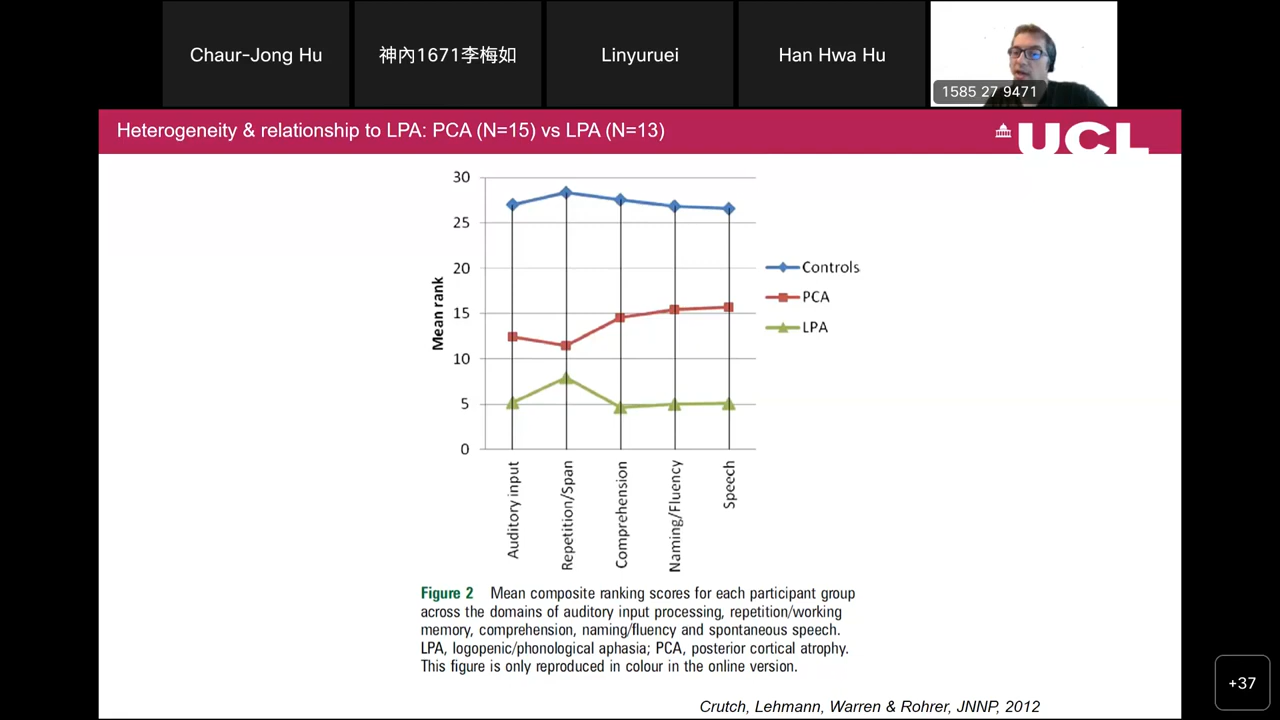 Chaur-Jong Hu
神內1671李梅如
Linyuruei
Han Hwa Hu
1585 27 9471
Heterogeneity & relationship to LPA: PCA (N=15) vs LPA (N=13)
UCL
30
25
20
15
10
5
0
Mean rank
Auditory input
Repetition/Span
Comprehension
Naming/Fluency
Speech
Controls
PCA
LPA
Figure 2 Mean composite ranking scores for each participant group
across the domains of auditory input processing, repetition/working
memory, comprehension, naming/fluency and spontaneous speech.
LPA, logopenic/phonological aphasia; PCA, posterior cortical atrophy.
This figure is only reproduced in colour in the online version.
Crutch, Lehmann, Warren & Rohrer, JNNP, 2012
+37